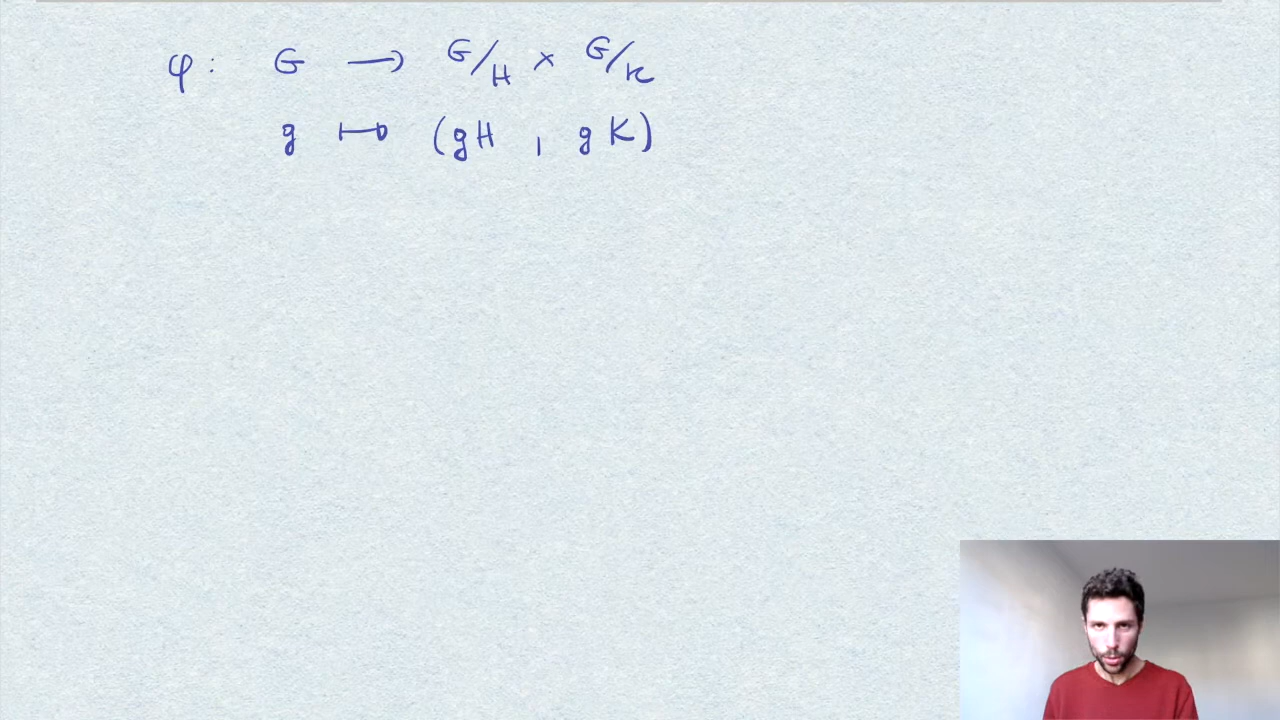 φ: G → G/H × G/K
g ↦ (gH , gK)